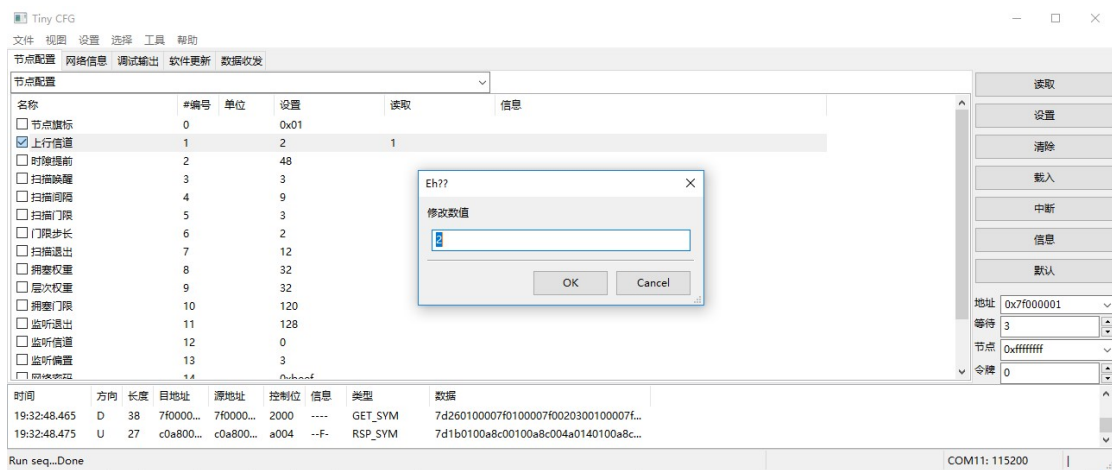 Tiny CFG
文件 视图 设置 选择 工具 帮助
节点配置 网络信息 调试输出 软件更新 数据收发
节点配置
读取
名称 #编号 单位 设置 读取 信息
设置
节点旗标 0 0x01
上行信道 1 2 1
清除
时隙提前 2 48
扫描唤醒 3 3
载入
Eh??
扫描间隔 4 9
扫描门限 5 3
中断
修改数值
门限步长 6 2
2
信息
扫描退出 7 12
拥塞权重 8 32
默认
层次权重 9 32
OK Cancel
拥塞门限 10 120
地址 0x7f000001
监听退出 11 128
等待 3
监听信道 12 0
节点 0xffffffff
监听偏置 13 3
令牌 0
网络密码 14 0xbeef
时间 方向 长度 目地址 源地址 控制位 信息 类型 数据
19:32:48.465 D 38 7f0000... 7f0000... 2000 ---- GET_SYM 7d260100007f0100007f00200300100007f...
19:32:48.475 U 27 c0a800... c0a800... a004 --F- RSP_SYM 7d1b0100a8c00100a8c004a0140100a8c...
Run seq...Done
COM11: 115200